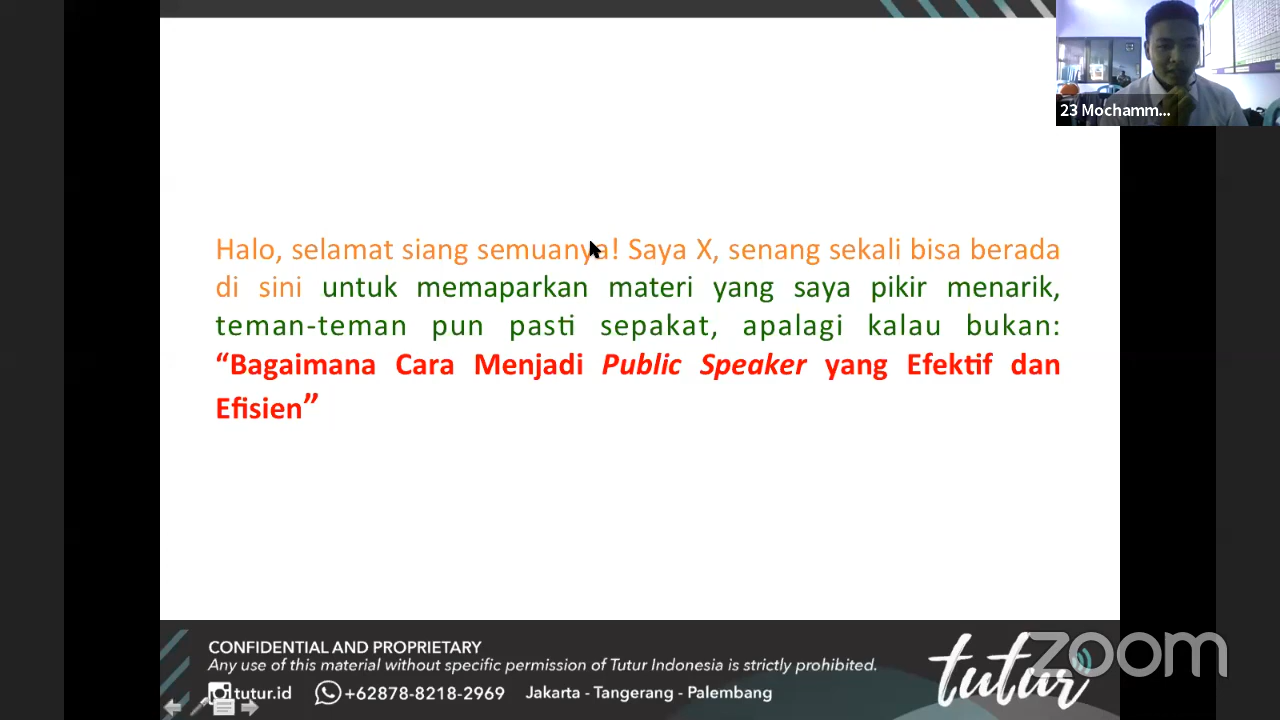 23 Mochamm...
Halo, selamat siang semuanya! Saya X, senang sekali bisa berada
di sini untuk memaparkan materi yang saya pikir menarik,
teman-teman pun pasti sepakat, apalagi kalau bukan:
“Bagaimana Cara Menjadi Public Speaker yang Efektif dan
Efisien”
CONFIDENTIAL AND PROPRIETARY
Any use of this material without specific permission of Tutur Indonesia is strictly prohibited.
tutur.id +62878-8218-2969 Jakarta - Tangerang - Palembang
tutur
zoom